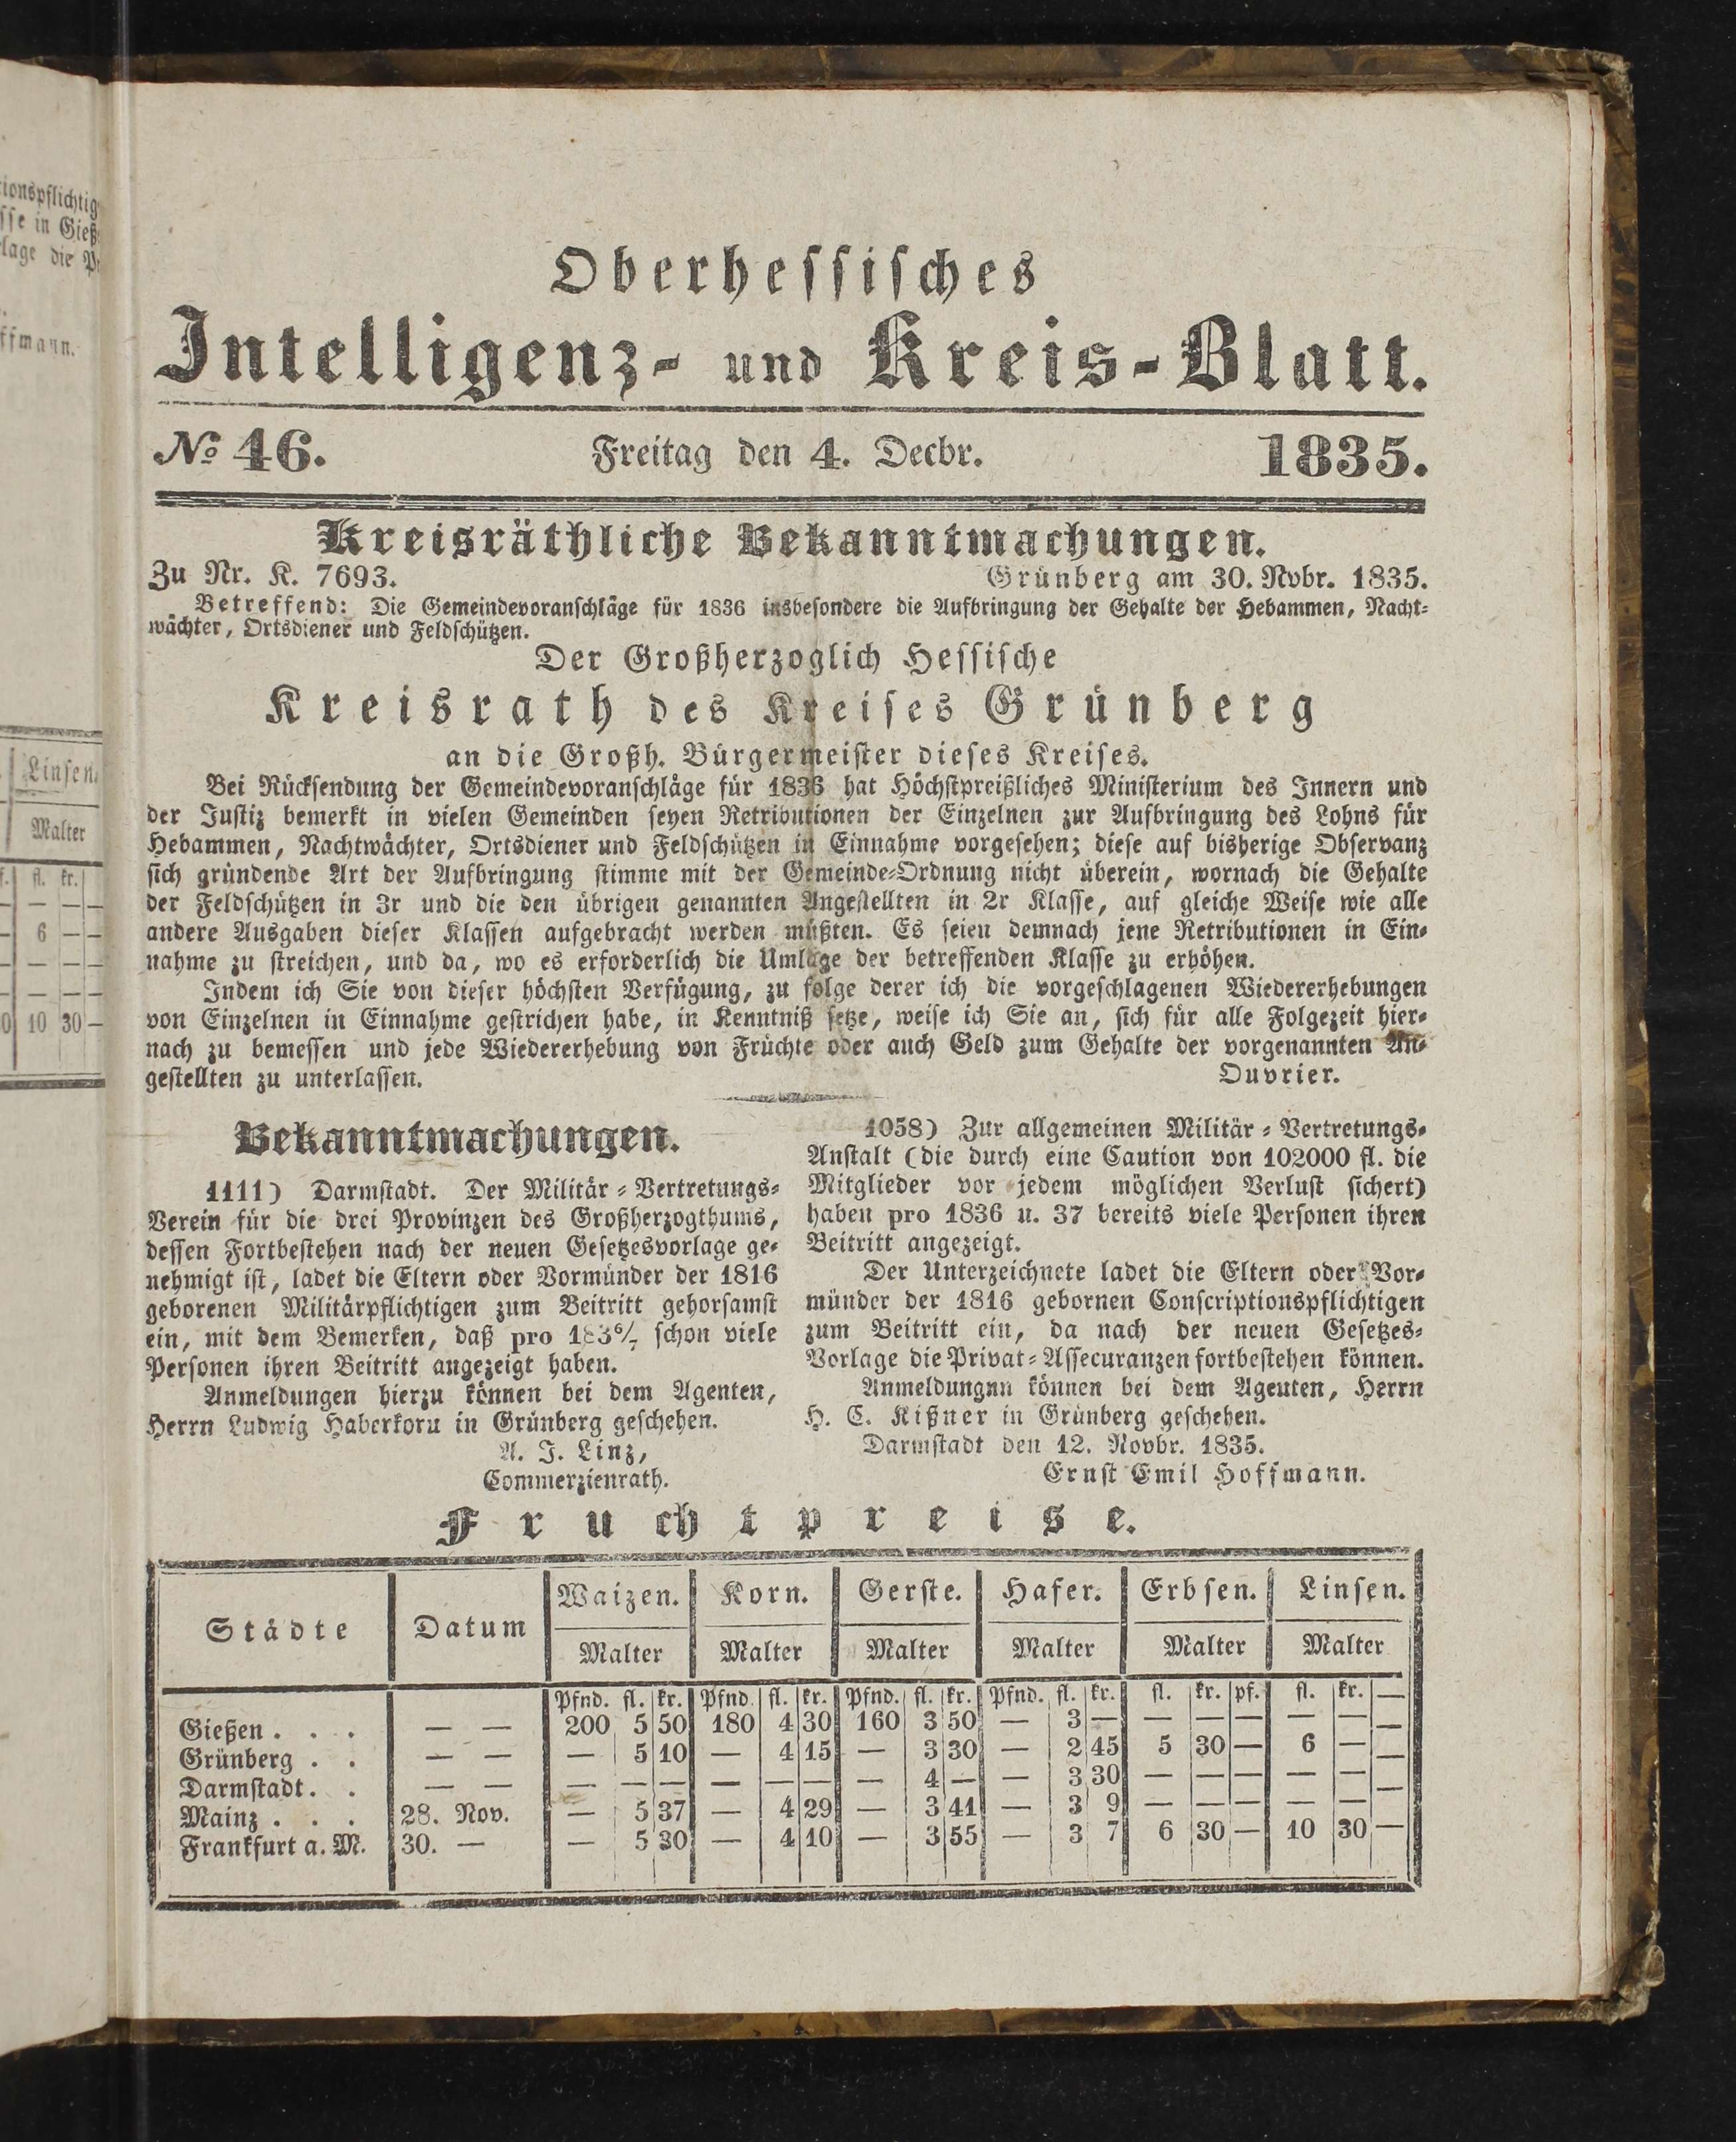 tionspflichtig
sse in Gieß
lage die Pr
ffmann.
Linsen.
Malter
fl. kr.
— — —
6 — —
— — —
— — —
10 30 —
Oberhessisches
Intelligenz- und Kreis-Blatt.
No 46. Freitag den 4. Decbr. 1835.
Kreisräthliche Bekanntmachungen.
Zu Nr. K. 7693. Grünberg am 30. Nvbr. 1835.
Betreffend: Die Gemeindevoranschläge für 1836 insbesondere die Aufbringung der Gehalte der Hebammen, Nacht-
wächter, Ortsdiener und Feldschützen.
Der Großherzoglich Hessische
Kreisrath des Kreises Grünberg
an die Großh. Bürgermeister dieses Kreises.
Bei Rücksendung der Gemeindevoranschläge für 1836 hat Höchstpreißliches Ministerium des Innern und
der Justiz bemerkt in vielen Gemeinden seyen Retributionen der Einzelnen zur Aufbringung des Lohns für
Hebammen, Nachtwächter, Ortsdiener und Feldschützen in Einnahme vorgesehen; diese auf bisherige Observanz
sich gründende Art der Aufbringung stimme mit der Gemeinde-Ordnung nicht überein, wornach die Gehalte
der Feldschützen in 3r und die den übrigen genannten Angestellten in 2r Klasse, auf gleiche Weise wie alle
andere Ausgaben dieser Klassen aufgebracht werden müßten. Es seien demnach jene Retributionen in Ein-
nahme zu streichen, und da, wo es erforderlich die Umlage der betreffenden Klasse zu erhöhen.
Indem ich Sie von dieser höchsten Verfügung, zu folge derer ich die vorgeschlagenen Wiedererhebungen
von Einzelnen in Einnahme gestrichen habe, in Kenntniß setze, weise ich Sie an, sich für alle Folgezeit hier-
nach zu bemessen und jede Wiedererhebung von Früchte oder auch Geld zum Gehalte der vorgenannten An-
gestellten zu unterlassen. Ouvrier.
Bekanntmachungen.
1111) Darmstadt. Der Militär-Vertretungs-
Verein für die drei Provinzen des Großherzogthums,
dessen Fortbestehen nach der neuen Gesetzesvorlage ge-
nehmigt ist, ladet die Eltern oder Vormünder der 1816
geborenen Militärpflichtigen zum Beitritt gehorsamst
ein, mit dem Bemerken, daß pro 183 6/7 schon viele
Personen ihren Beitritt angezeigt haben.
Anmeldungen hierzu können bei dem Agenten,
Herrn Ludwig Haberkorn in Grünberg geschehen.
A. J. Linz,
Commerzienrath.
1058) Zur allgemeinen Militär-Vertretungs-
Anstalt (die durch eine Caution von 102000 fl. die
Mitglieder vor jedem möglichen Verlust sichert)
haben pro 1836 u. 37 bereits viele Personen ihren
Beitritt angezeigt.
Der Unterzeichnete ladet die Eltern oder Vor-
münder der 1816 gebornen Conscriptionspflichtigen
zum Beitritt ein, da nach der neuen Gesetzes-
Vorlage die Privat-Assecuranzen fortbestehen können.
Anmeldungnn können bei dem Agenten, Herrn
H. C. Kißner in Grünberg geschehen.
Darmstadt den 12. Novbr. 1835.
Ernst Emil Hoffmann.
Fruchtpreise.
Städte Datum Waizen. Korn. Gerste. Hafer. Erbsen. Linsen.
Malter Malter Malter Malter Malter Malter
Pfnd. fl. kr. Pfnd. fl. kr. Pfnd. fl. kr. Pfnd. fl. kr. fl. kr. pf. fl. kr. —
Gießen . . . — — 200 5 50 180 4 30 160 3 50 — 3 — — — — — — —
Grünberg . . — — — 5 10 — 4 15 — 3 30 — 2 45 5 30 — 6 — —
Darmstadt. . — — — — — — — — — 4 — — 3 30 — — — — — —
Mainz . . . 28. Nov. — 5 37 — 4 29 — 3 41 — 3 9 — — — — —
Frankfurt a. M. 30. — — 5 30 — 4 10 — 3 55 — 3 7 6 30 — 10 30 —